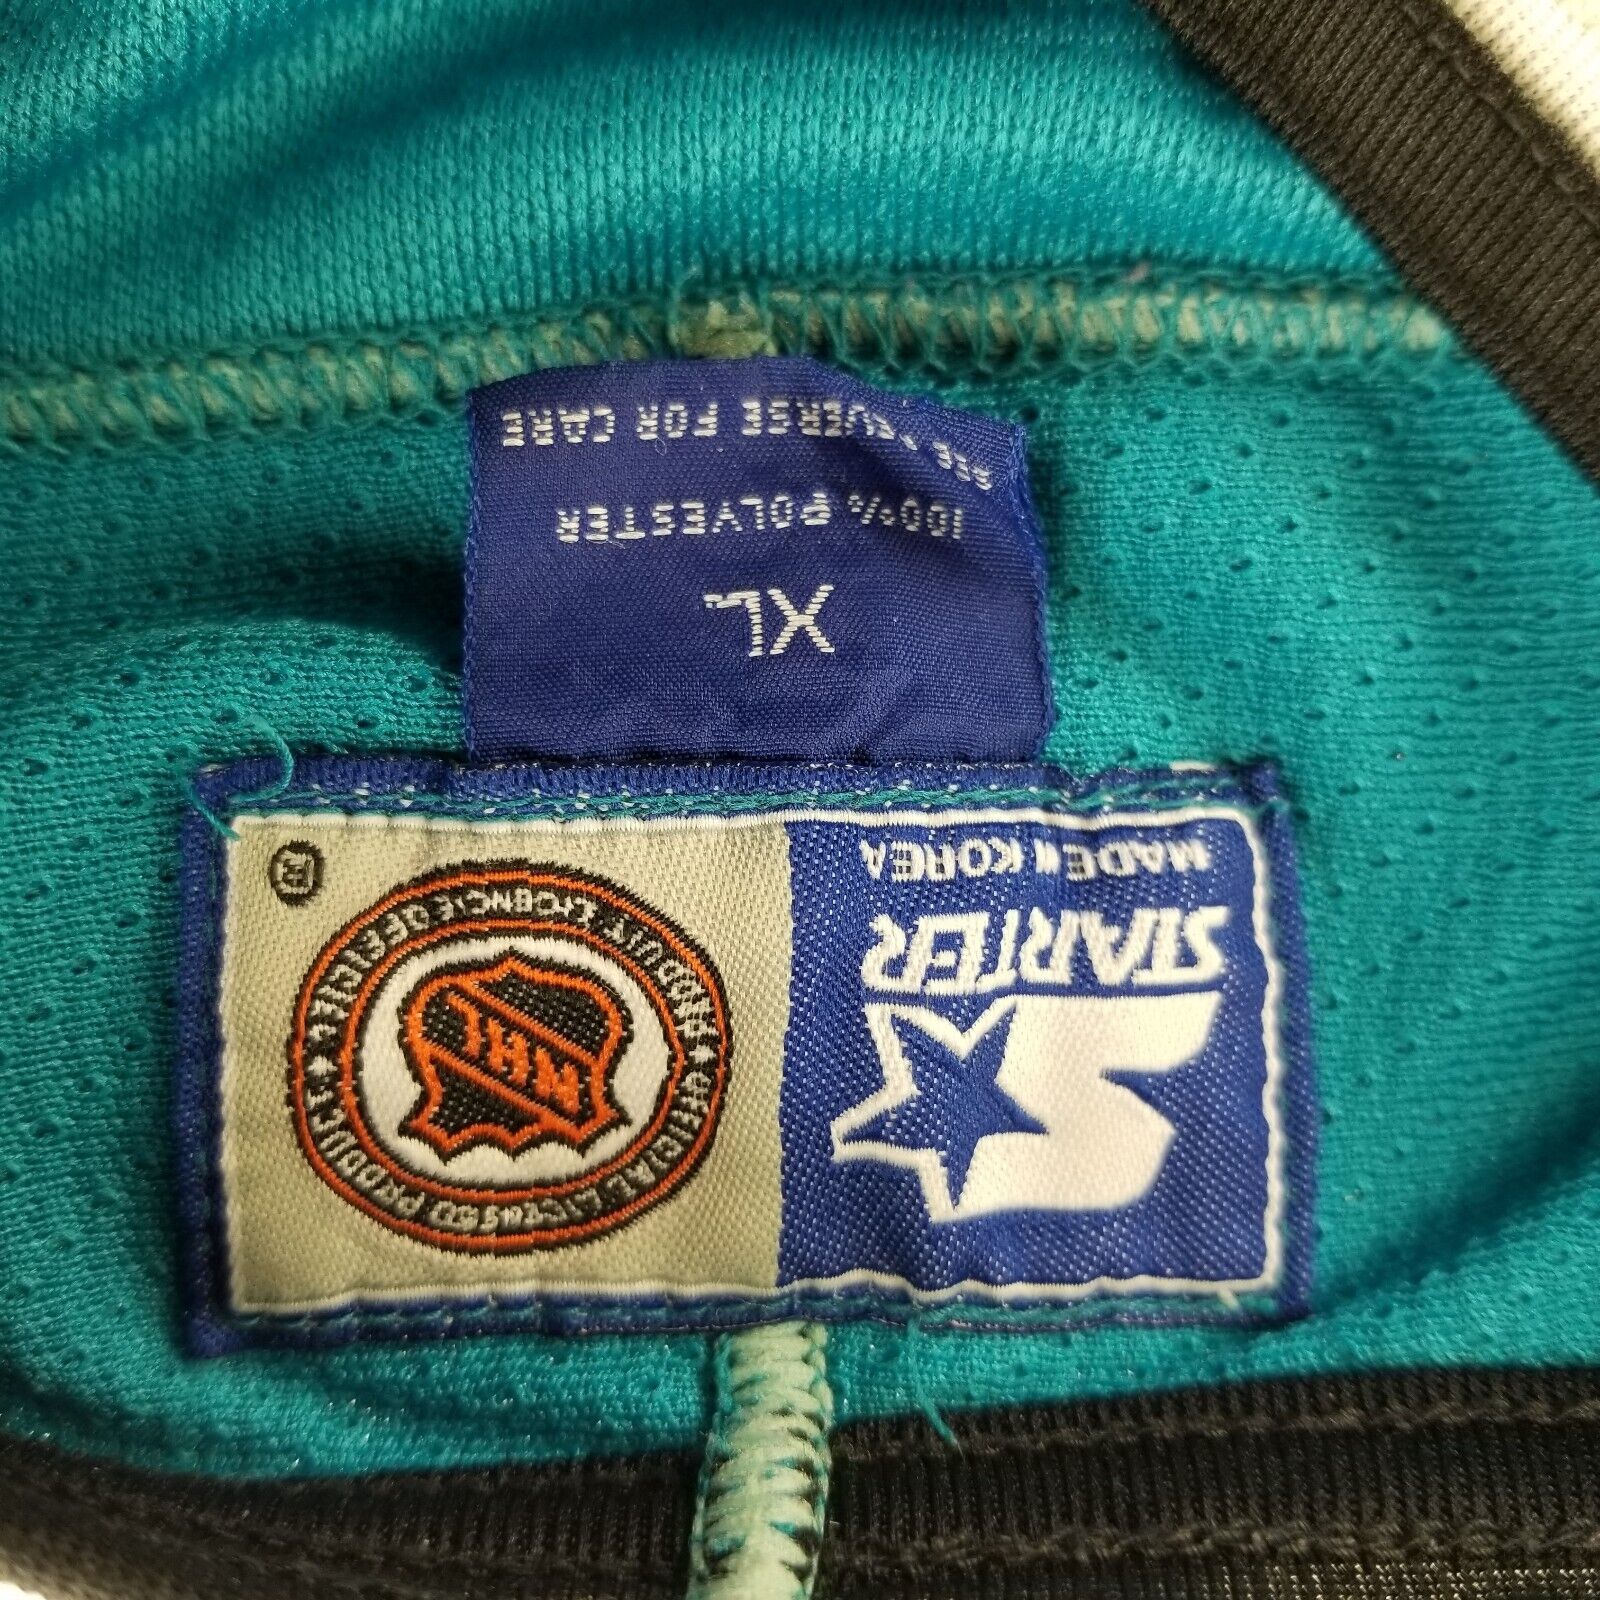 STARTER
MADE IN KOREA
NHL
OFFICIAL LICENSED PRODUCT
®
XL
100% POLYESTER
SEE REVERSE FOR CARE